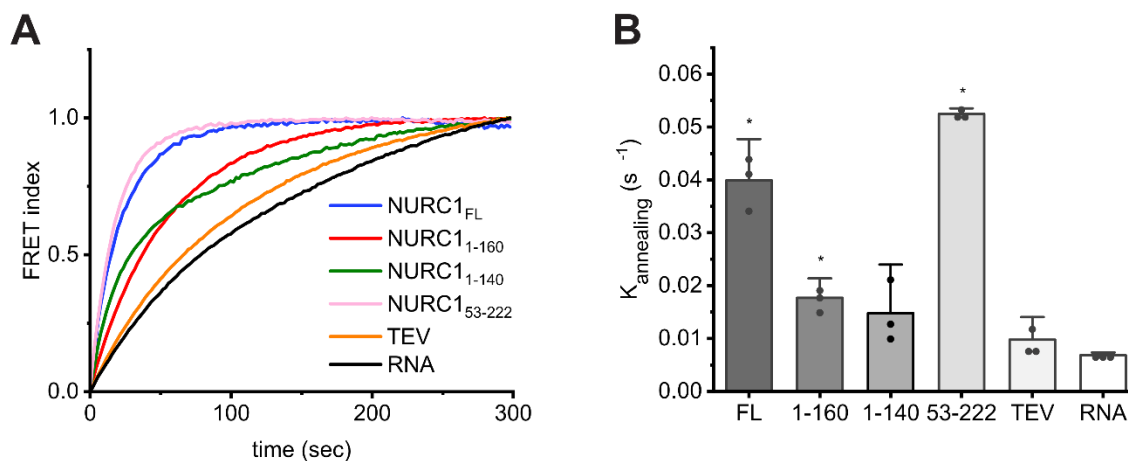 A
FRET index
1.0
0.5
0.0
0
100
200
300
time (sec)
NURC1FL
NURC11-160
NURC11-140
NURC153-222
TEV
RNA
B
Kannealing (s -1)
0.06
0.05
0.04
0.03
0.02
0.01
0.00
*
*
*
FL 1-160 1-140 53-222 TEV RNA